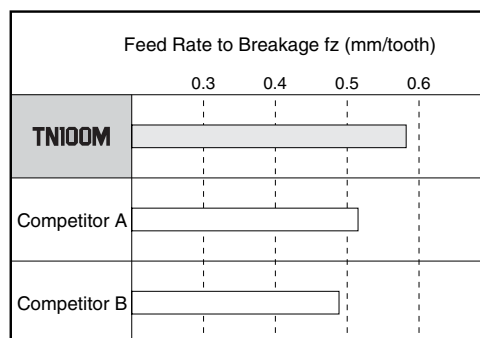 Feed Rate to Breakage fz (mm/tooth)
0.3 0.4 0.5 0.6
TN100M
Competitor A
Competitor B